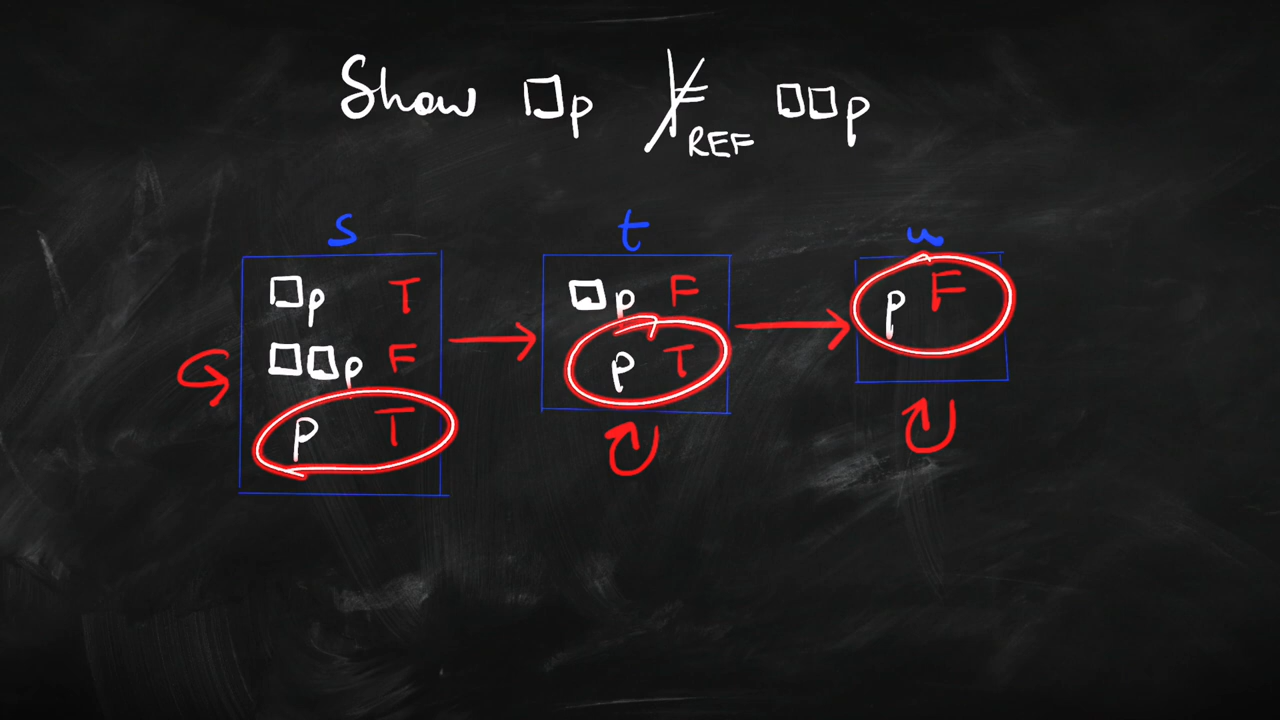 Show □p ⊭REF □□p
s t u
□p T □p F p F
□□p F p T
p T